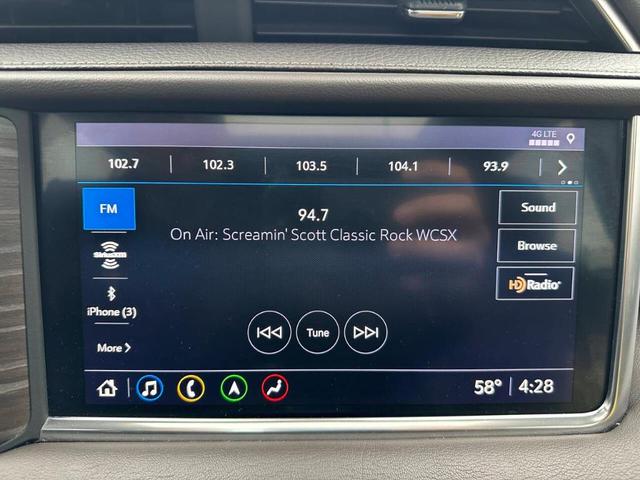 4G LTE
102.7 102.3 103.5 104.1 93.9
FM
94.7
Sound
On Air: Screamin' Scott Classic Rock WCSX
Browse
SiriusXM
HD Radio
iPhone (3)
Tune
More
58° 4:28